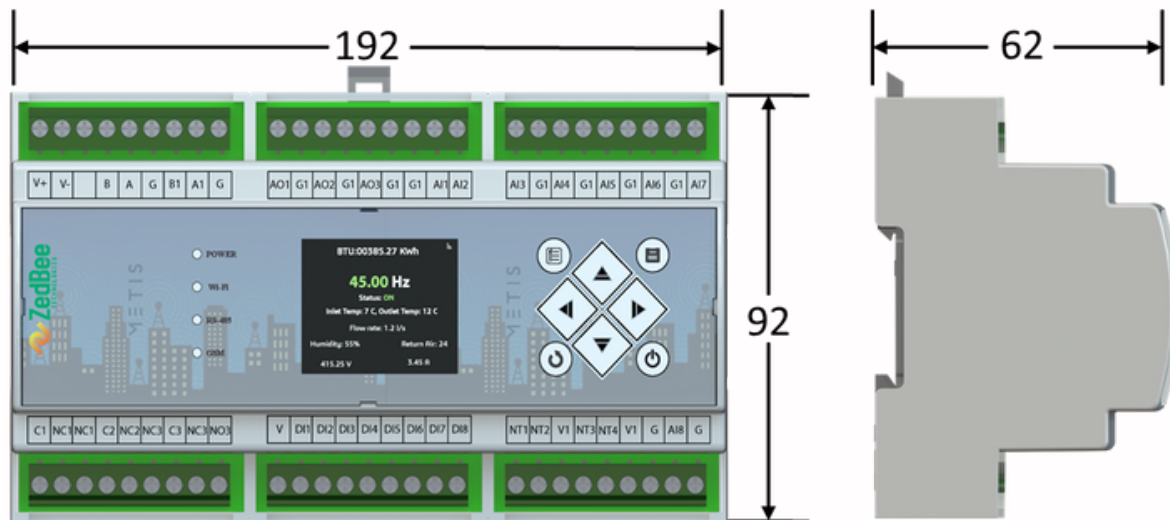 192
62
V+ V- B A G B1 A1 G
AO1 G1 AO2 G1 AO3 G1 G1 AI1 AI2
AI3 G1 AI4 G1 AI5 G1 AI6 G1 AI7
ZedBee
TECHNOLOGIES
METIS
POWER
Wi-Fi
RS-485
GSM
BTU:00385.27 Kwh
45.00 Hz
Status: ON
Inlet Temp: 7 C, Outlet Temp: 12 C
Flow rate: 1.2 l/s
Humidity: 55% Return Air: 24
415.25 V 3.45 A
METIS
92
C1 NC1 NC1 C2 NC2 NC3 C3 NC3 NO3
V DI1 DI2 DI3 DI4 DI5 DI6 DI7 DI8
NT1 NT2 V1 NT3 NT4 V1 G AI8 G